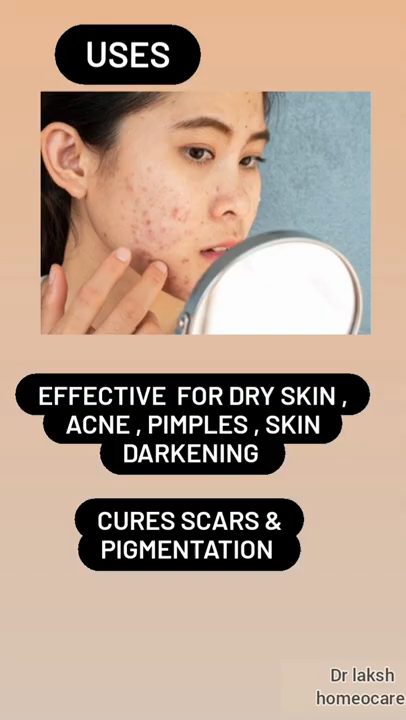 USES
EFFECTIVE FOR DRY SKIN ,
ACNE , PIMPLES , SKIN
DARKENING
CURES SCARS &
PIGMENTATION
Dr laksh
homeocare